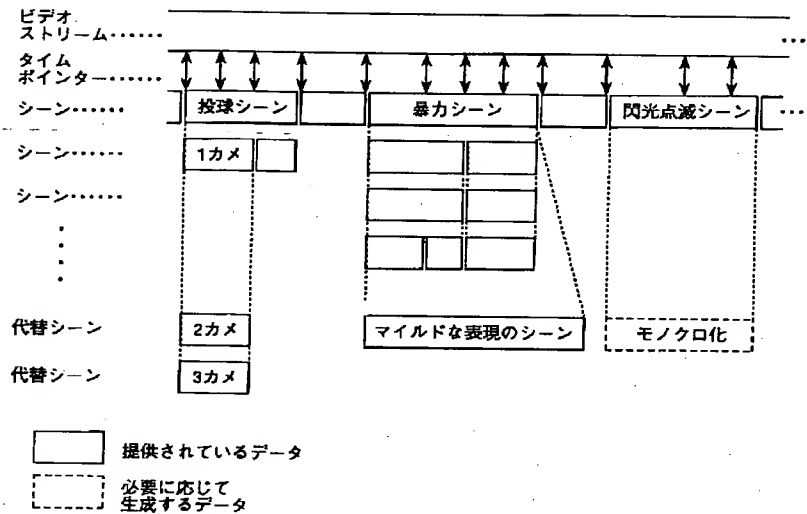 ビデオ
ストリーム……
…
タイム
ポインター……
シーン…… 投球シーン 暴力シーン 閃光点滅シーン …
シーン…… 1カメ
シーン……
代替シーン 2カメ マイルドな表現のシーン モノクロ化
代替シーン 3カメ
提供されているデータ
必要に応じて
生成するデータ